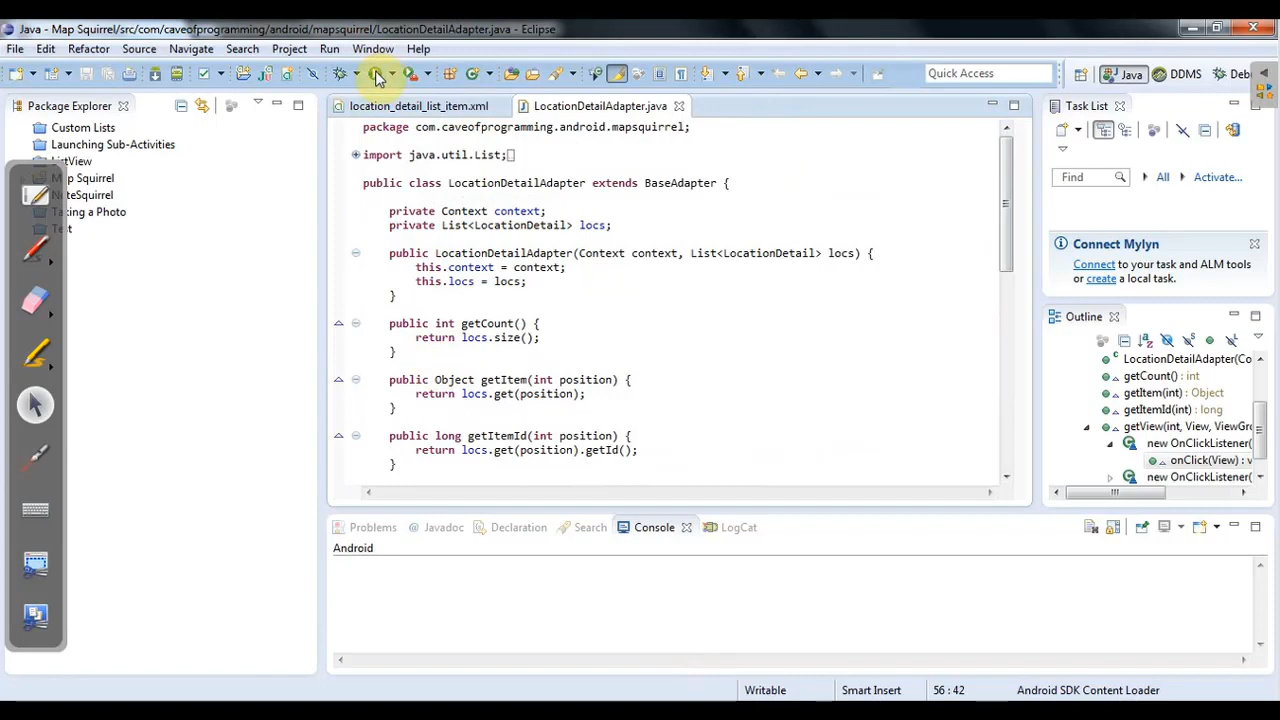 Java - Map Squirrel/src/com/caveofprogramming/android/mapsquirrel/LocationDetailAdapter.java - Eclipse
File Edit Refactor Source Navigate Search Project Run Window Help
Quick Access
Java
DDMS
Package Explorer
Custom Lists
Launching Sub-Activities
ListView
Map Squirrel
NoteSquirrel
Taking a Photo
location_detail_list_item.xml
LocationDetailAdapter.java
package com.caveofprogramming.android.mapsquirrel;
import java.util.List;
public class LocationDetailAdapter extends BaseAdapter {
private Context context;
private List<LocationDetail> locs;
public LocationDetailAdapter(Context context, List<LocationDetail> locs) {
this.context = context;
this.locs = locs;
}
public int getCount() {
return locs.size();
}
public Object getItem(int position) {
return locs.get(position);
}
public long getItemId(int position) {
return locs.get(position).getId();
}
Task List
Find
All
Activate...
Connect Mylyn
Connect to your task and ALM tools
or create a local task.
Outline
LocationDetailAdapter(Co
getCount() : int
getItem(int) : Object
getItemId(int) : long
getView(int, View, ViewGro
new OnClickListener(
onClick(View) : v
new OnClickListener(
Problems
@ Javadoc
Declaration
Search
Console
LogCat
Android
Writable
Smart Insert
56 : 42
Android SDK Content Loader